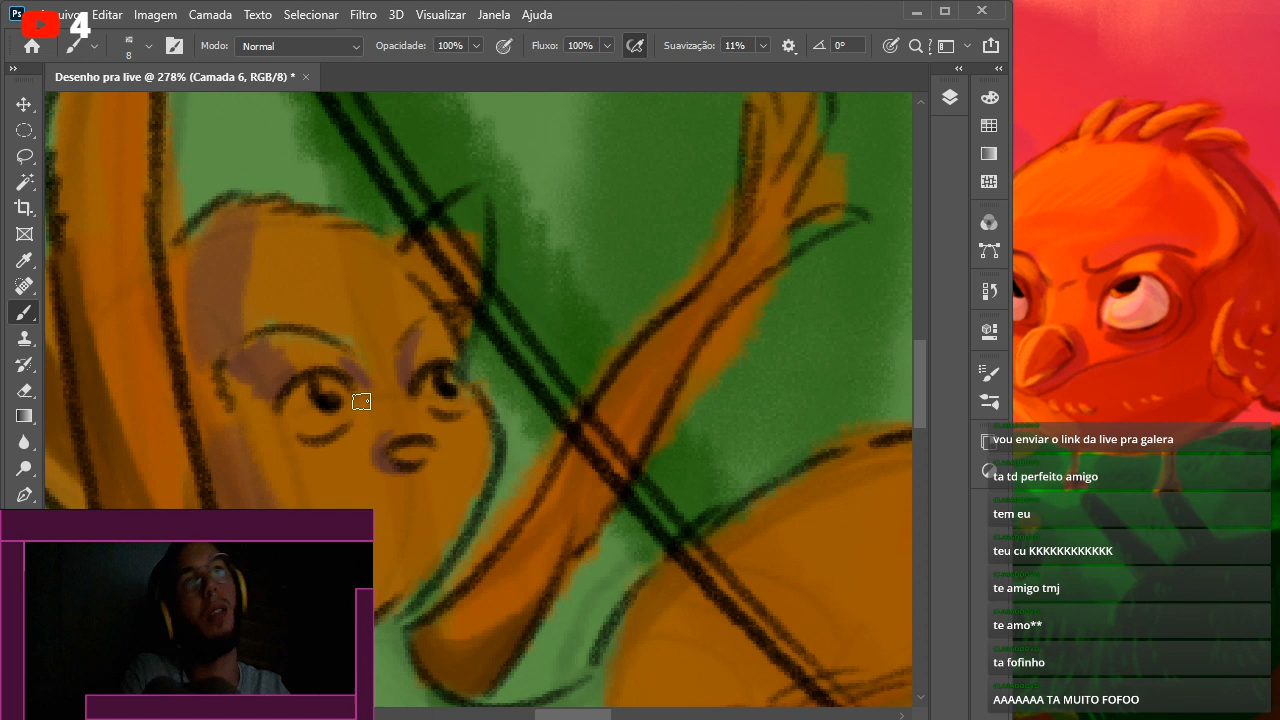 Ps
Editar Imagem Camada Texto Selecionar Filtro 3D Visualizar Janela Ajuda
4
8
Modo: Normal
Opacidade: 100%
Fluxo: 100%
Suavização: 11%
0°
Desenho pra live @ 278% (Camada 6, RGB/8) *
vou enviar o link da live pra galera
ta td perfeito amigo
tem eu
teu cu KKKKKKKKKKKK
te amigo tmj
te amo**
ta fofinho
AAAAAAA TA MUITO FOFOO